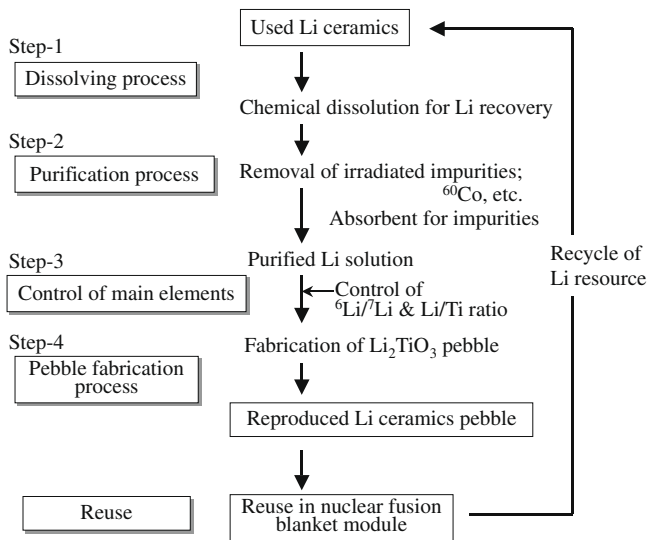 Used Li ceramics
Step-1
Dissolving process
Chemical dissolution for Li recovery
Step-2
Purification process
Removal of irradiated impurities;
⁶⁰Co, etc.
Absorbent for impurities
Purified Li solution
Step-3
Control of main elements
Control of
⁶Li/⁷Li & Li/Ti ratio
Recycle of
Li resource
Step-4
Pebble fabrication
process
Fabrication of Li₂TiO₃ pebble
Reproduced Li ceramics pebble
Reuse
Reuse in nuclear fusion
blanket module